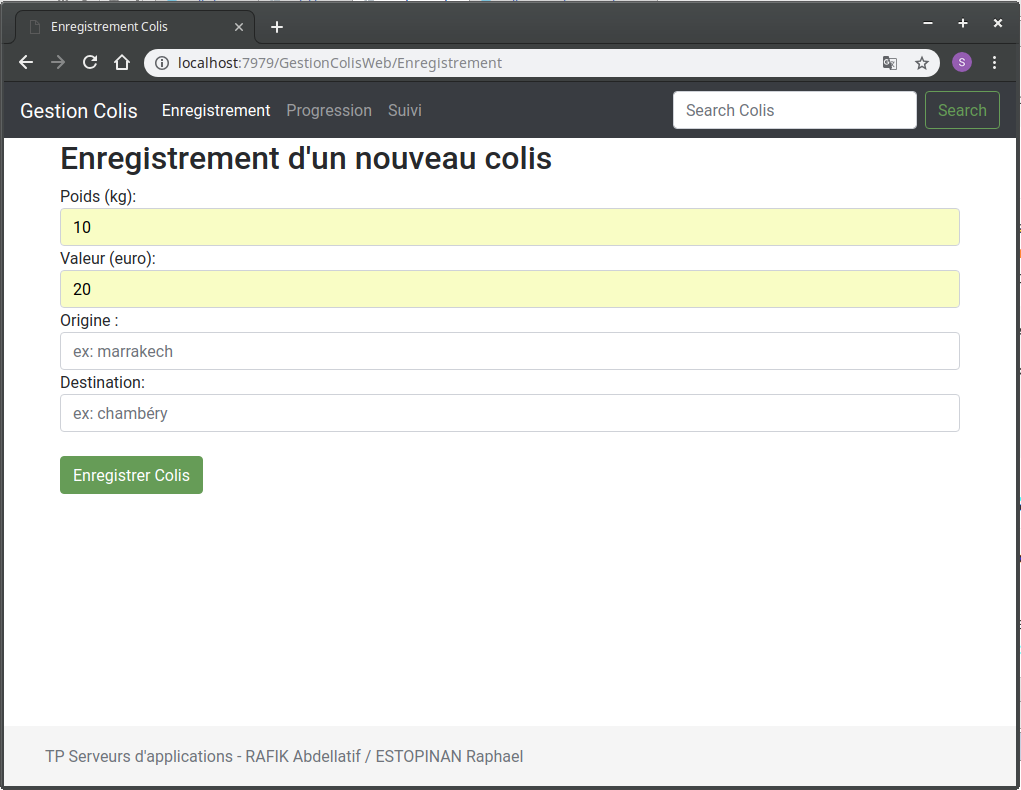 Enregistrement Colis
localhost:7979/GestionColisWeb/Enregistrement
S
Gestion Colis Enregistrement Progression Suivi Search Colis Search
Enregistrement d'un nouveau colis
Poids (kg):
10
Valeur (euro):
20
Origine :
ex: marrakech
Destination:
ex: chambéry
Enregistrer Colis
TP Serveurs d'applications - RAFIK Abdellatif / ESTOPINAN Raphael